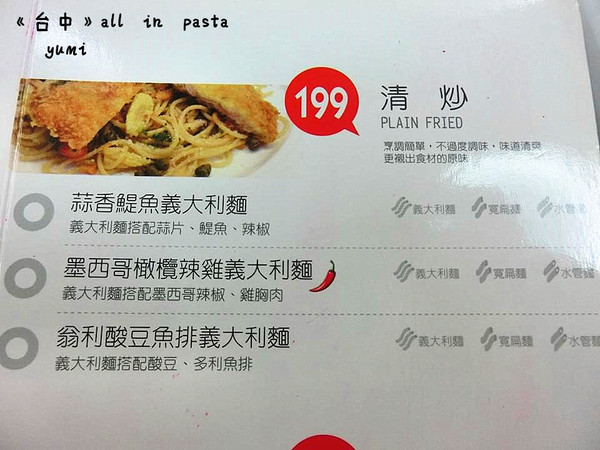 《台中》all in pasta
yumi
199
清 炒
PLAIN FRIED
烹調簡單，不過度調味，味道清爽
更襯出食材的原味
蒜香鯷魚義大利麵
義大利麵搭配蒜片、鯷魚、辣椒
義大利麵 寬扁麵 水管麵
墨西哥橄欖辣雞義大利麵
義大利麵搭配墨西哥辣椒、雞胸肉
義大利麵 寬扁麵 水管麵
翁利酸豆魚排義大利麵
義大利麵搭配酸豆、多利魚排
義大利麵 寬扁麵 水管麵